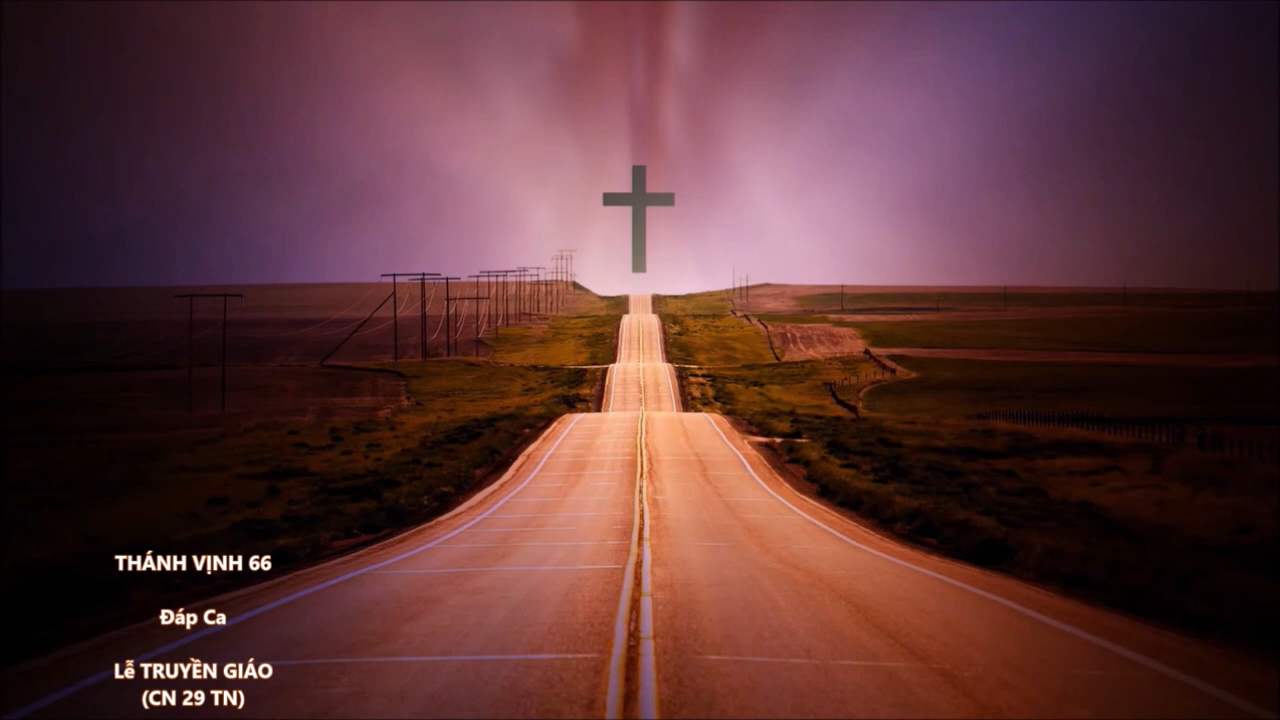 THÁNH VỊNH 66
Đáp Ca
Lễ TRUYỀN GIÁO
(CN 29 TN)